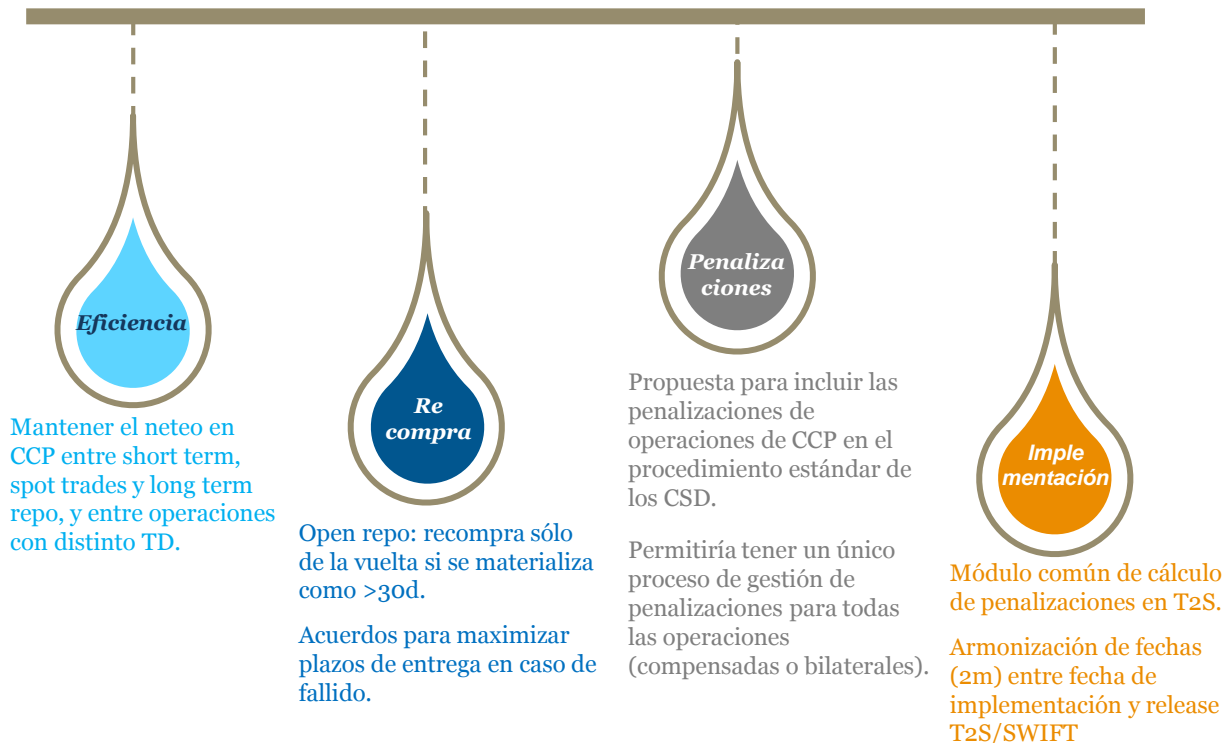 Eficiencia
Mantener el neteo en
CCP entre short term,
spot trades y long term
repo, y entre operaciones
con distinto TD.
Re
compra
Open repo: recompra sólo
de la vuelta si se materializa
como >30d.
Acuerdos para maximizar
plazos de entrega en caso de
fallido.
Penaliza
ciones
Propuesta para incluir las
penalizaciones de
operaciones de CCP en el
procedimiento estándar de
los CSD.
Permitiría tener un único
proceso de gestión de
penalizaciones para todas
las operaciones
(compensadas o bilaterales).
Imple
mentación
Módulo común de cálculo
de penalizaciones en T2S.
Armonización de fechas
(2m) entre fecha de
implementación y release
T2S/SWIFT